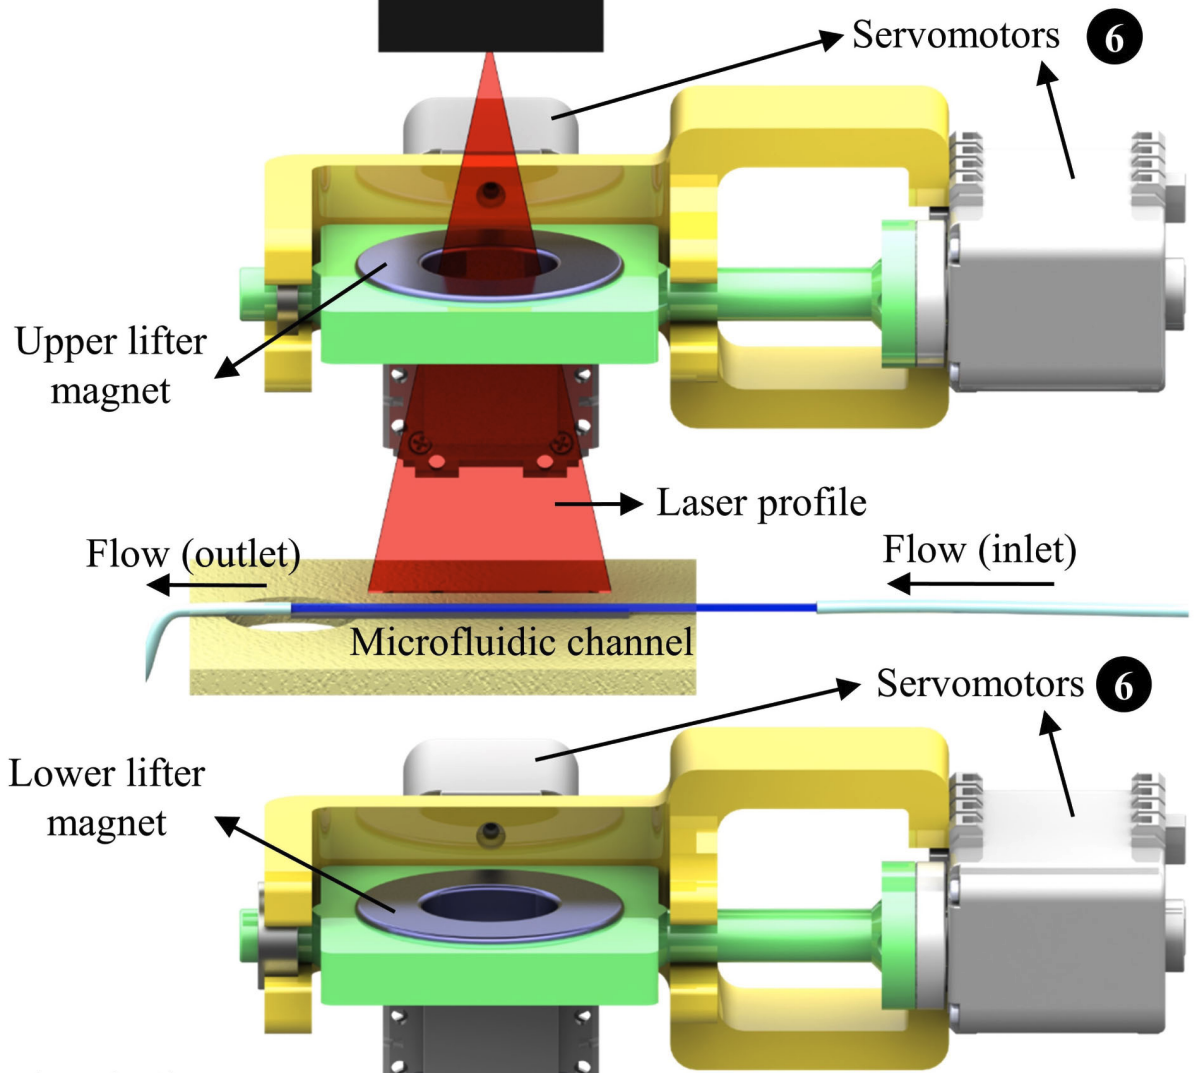 Servomotors 6
Upper lifter
magnet
Laser profile
Flow (outlet)
Flow (inlet)
Microfluidic channel
Servomotors 6
Lower lifter
magnet